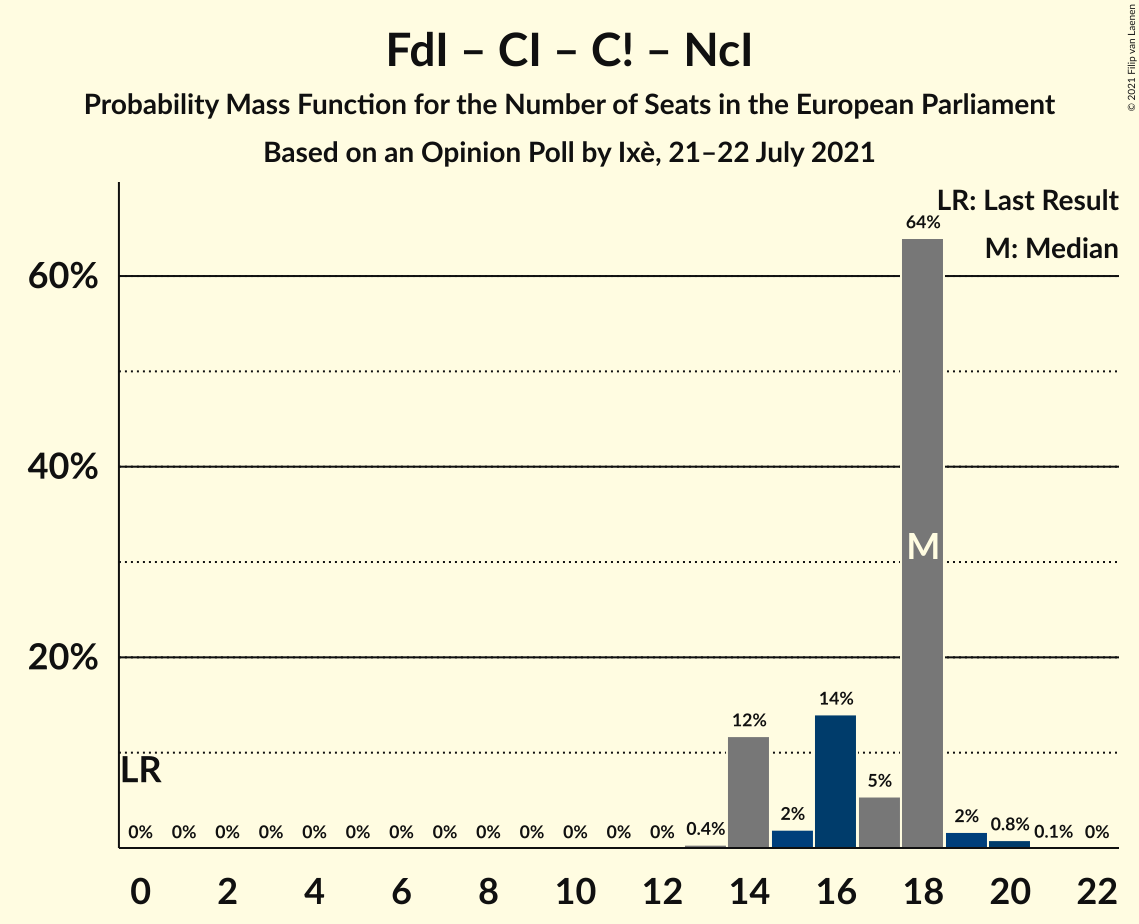 FdI – CI – C! – NcI
Probability Mass Function for the Number of Seats in the European Parliament
Based on an Opinion Poll by Ixè, 21–22 July 2021
© 2021 Filip van Laenen
LR: Last Result
M: Median
60%
40%
20%
LR
M
0% 0% 0% 0% 0% 0% 0% 0% 0% 0% 0% 0% 0% 0.4% 12% 2% 14% 5% 64% 2% 0.8% 0.1% 0%
0 2 4 6 8 10 12 14 16 18 20 22